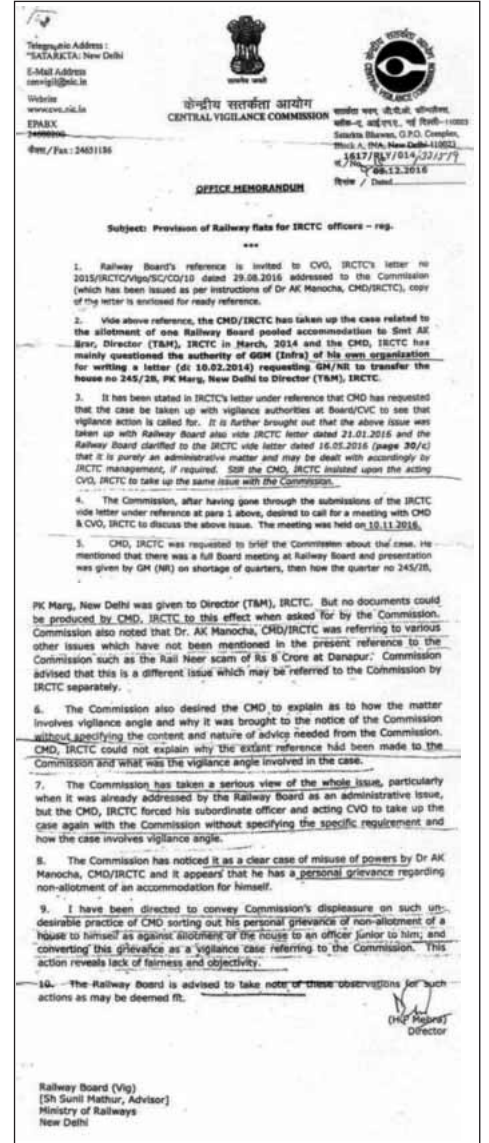 Telegraphic Address :
"SATARKTA: New Delhi
E-Mail Address
cenvigil@nic.in
Website
www.cvc.nic.in
EPABX
24600200
फैक्स / Fax : 24651186
सत्यमेव जयते
केन्द्रीय सतर्कता आयोग
CENTRAL VIGILANCE COMMISSION
केन्द्रीय सतर्कता आयोग
CENTRAL VIGILANCE COMMISSION
सतर्कता भवन, जी.पी.ओ. कॉम्पलैक्स,
ब्लॉक-ए, आई.एन.ए., नई दिल्ली-110023
Satarkta Bhawan, G.P.O. Complex,
Block A, INA, New Delhi-110023
सं./No. 1617/RLY/014/
09.12.2016
दिनांक / Dated
OFFICE MEMORANDUM
Subject: Provision of Railway flats for IRCTC officers – reg.
***
1. Railway Board's reference is invited to CVO, IRCTC's letter no
2015/IRCTC/Vigo/SC/CO/10 dated 29.08.2016 addressed to the Commission
(which has been issued as per instructions of Dr AK Manocha, CMD/IRCTC), copy
of the letter is enclosed for ready reference.
2. Vide above reference, the CMD/IRCTC has taken up the case related to
the allotment of one Railway Board pooled accommodation to Smt AK
Brar, Director (T&M), IRCTC in March, 2014 and the CMD, IRCTC has
mainly questioned the authority of GGM (Infra) of his own organization
for writing a letter (dt 10.02.2014) requesting GM/NR to transfer the
house no 245/2B, PK Marg, New Delhi to Director (T&M), IRCTC.
3. It has been stated in IRCTC's letter under reference that CMD has requested
that the case be taken up with vigilance authorities at Board/CVC to see that
vigilance action is called for. It is further brought out that the above issue was
taken up with Railway Board also vide IRCTC letter dated 21.01.2016 and the
Railway Board clarified to the IRCTC vide letter dated 16.05.2016 (page 30/c)
that it is purely an administrative matter and may be dealt with accordingly by
IRCTC management, if required. Still the CMD, IRCTC insisted upon the acting
CVO, IRCTC to take up the same issue with the Commission.
4. The Commission, after having gone through the submissions of the IRCTC
vide letter under reference at para 1 above, desired to call for a meeting with CMD
& CVO, IRCTC to discuss the above issue. The meeting was held on 10.11.2016.
5. CMD, IRCTC was requested to brief the Commission about the case. He
mentioned that there was a full Board meeting at Railway Board and presentation
was given by GM (NR) on shortage of quarters, then how the quarter no 245/2B,
PK Marg, New Delhi was given to Director (T&M), IRCTC. But no documents could
be produced by CMD, IRCTC to this effect when asked for by the Commission.
Commission also noted that Dr. AK Manocha, CMD/IRCTC was referring to various
other issues which have not been mentioned in the present reference to the
Commission such as the Rail Neer scam of Rs 8 Crore at Danapur. Commission
advised that this is a different issue which may be referred to the Commission by
IRCTC separately.
6. The Commission also desired the CMD to explain as to how the matter
involves vigilance angle and why it was brought to the notice of the Commission
without specifying the content and nature of advice needed from the Commission.
CMD, IRCTC could not explain why the extant reference had been made to the
Commission and what was the vigilance angle involved in the case.
7. The Commission has taken a serious view of the whole issue, particularly
when it was already addressed by the Railway Board as an administrative issue,
but the CMD, IRCTC forced his subordinate officer and acting CVO to take up the
case again with the Commission without specifying the specific requirement and
how the case involves vigilance angle.
8. The Commission has noticed it as a clear case of misuse of powers by Dr AK
Manocha, CMD/IRCTC and it appears that he has a personal grievance regarding
non-allotment of an accommodation for himself.
9. I have been directed to convey Commission's displeasure on such un-
desirable practice of CMD sorting out his personal grievance of non-allotment of a
house to himself as against allotment of the house to an officer junior to him; and
converting this grievance as a vigilance case referring to the Commission. This
action reveals lack of fairness and objectivity.
10. The Railway Board is advised to take note of these observations for such
actions as may be deemed fit.
(HP Mehra)
Director
Railway Board (Vig)
[Sh Sunil Mathur, Advisor]
Ministry of Railways
New Delhi